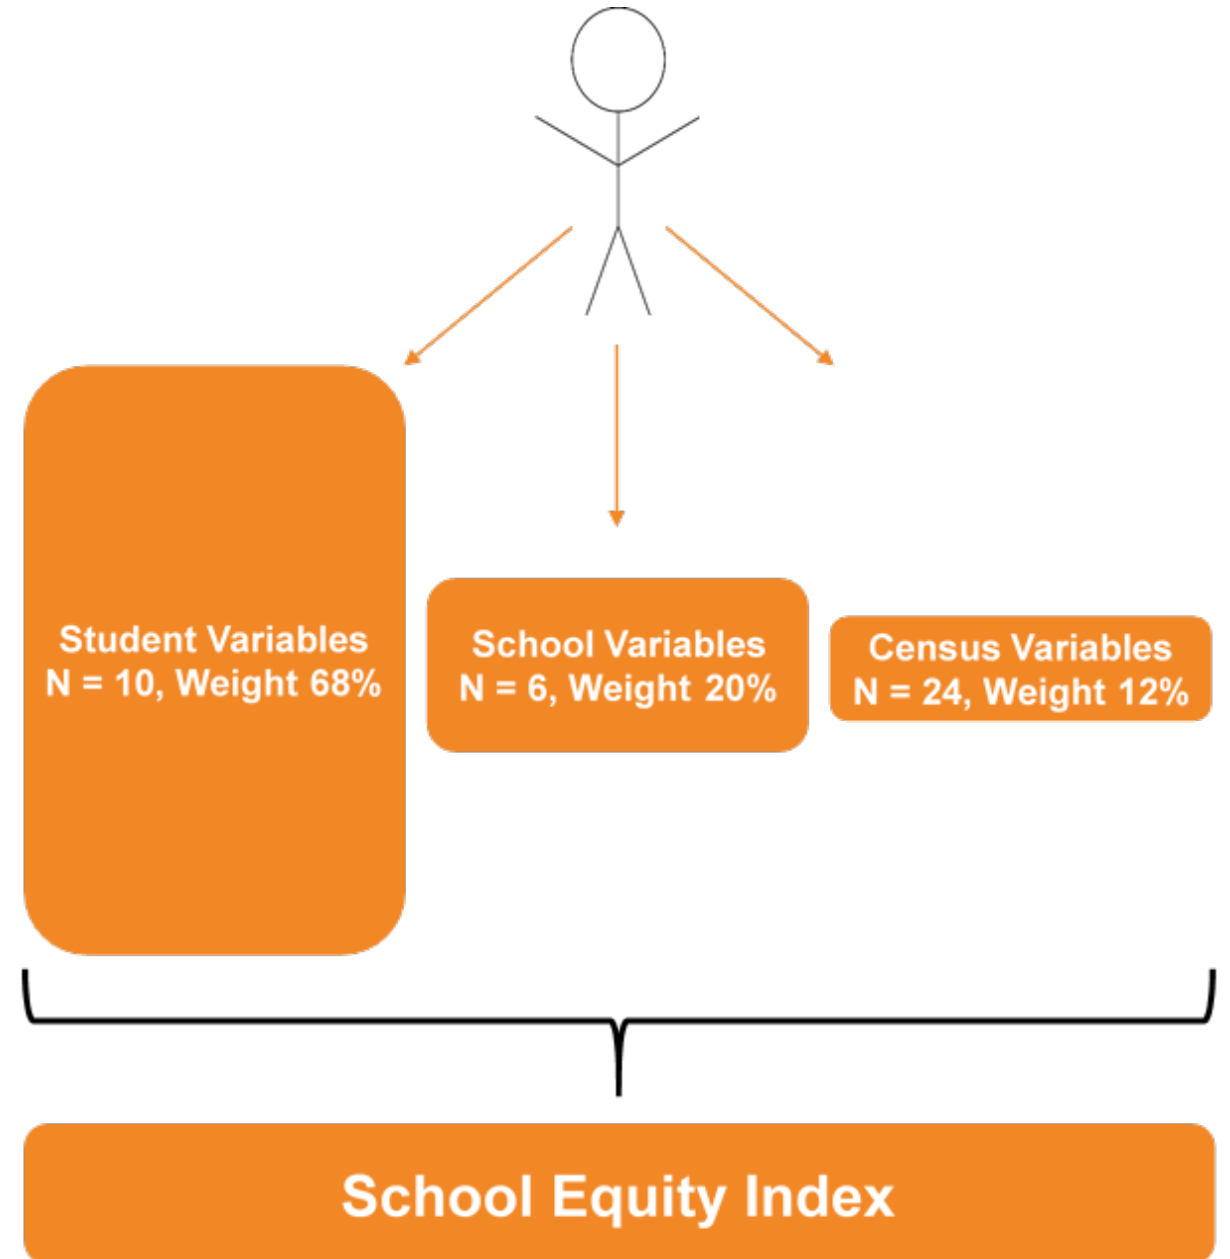 Student Variables
N = 10, Weight 68%
School Variables
N = 6, Weight 20%
Census Variables
N = 24, Weight 12%
School Equity Index